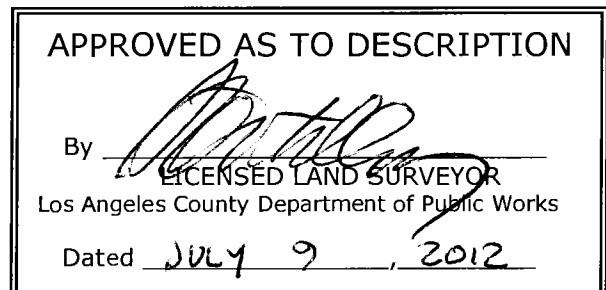 APPROVED AS TO DESCRIPTION
By
LICENSED LAND SURVEYOR
Los Angeles County Department of Public Works
Dated JULY 9, 2012